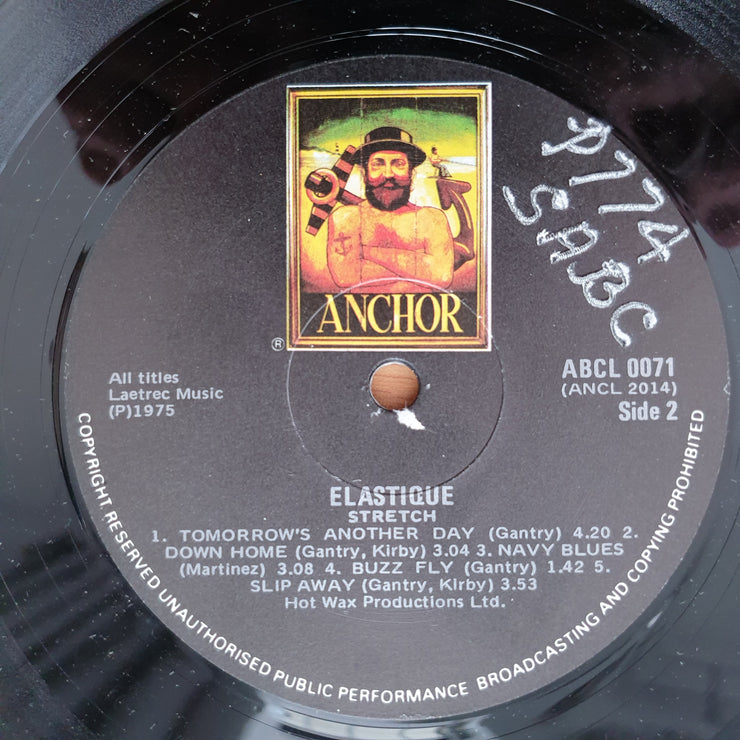 P774
SABC
ANCHOR
®
ABCL 0071
(ANCL 2014)
Side 2
All titles
Laetrec Music
(P)1975
ELASTIQUE
STRETCH
1. TOMORROW'S ANOTHER DAY (Gantry) 4.20 2.
DOWN HOME (Gantry, Kirby) 3.04 3. NAVY BLUES
(Martinez) 3.08 4. BUZZ FLY (Gantry) 1.42 5.
SLIP AWAY (Gantry, Kirby) 3.53
Hot Wax Productions Ltd.
COPYRIGHT RESERVED UNAUTHORISED PUBLIC PERFORMANCE BROADCASTING AND COPYING PROHIBITED